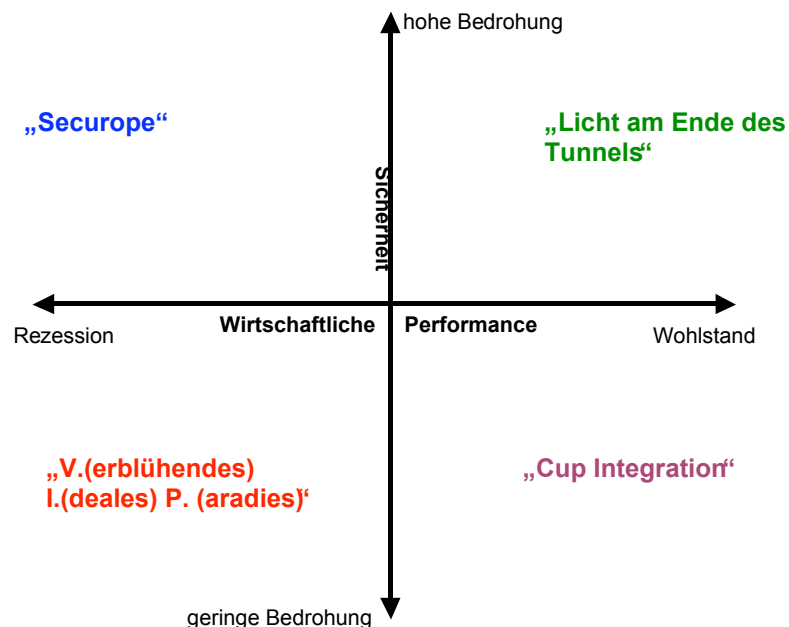 hohe Bedrohung
„Securope“
„Licht am Ende des
Tunnels“
Sicherheit
Wirtschaftliche Performance
Rezession
Wohlstand
„V.(erblühendes)
I.(deales) P. (aradies)“
„Cup Integration“
geringe Bedrohung